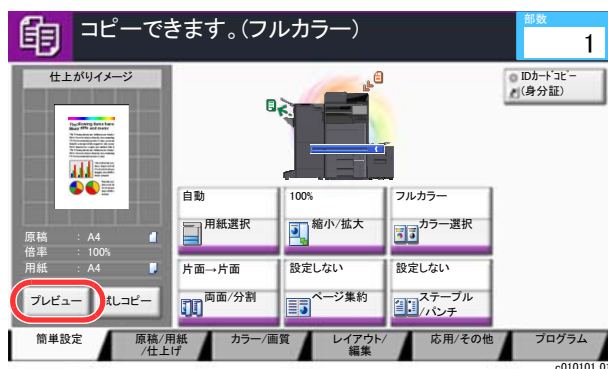 コピーできます。(フルカラー)
部数
1
仕上がりイメージ
IDｶｰﾄﾞｺﾋﾟｰ
(身分証)
原稿 : A4
倍率 : 100%
用紙 : A4
プレビュー
試しコピー
自動
用紙選択
100%
縮小/拡大
フルカラー
カラー選択
片面→片面
両面/分割
設定しない
ページ集約
設定しない
ステープル
/パンチ
簡単設定
原稿/用紙
/仕上げ
カラー/画質
レイアウト/
編集
応用/その他
プログラム
c010101_01